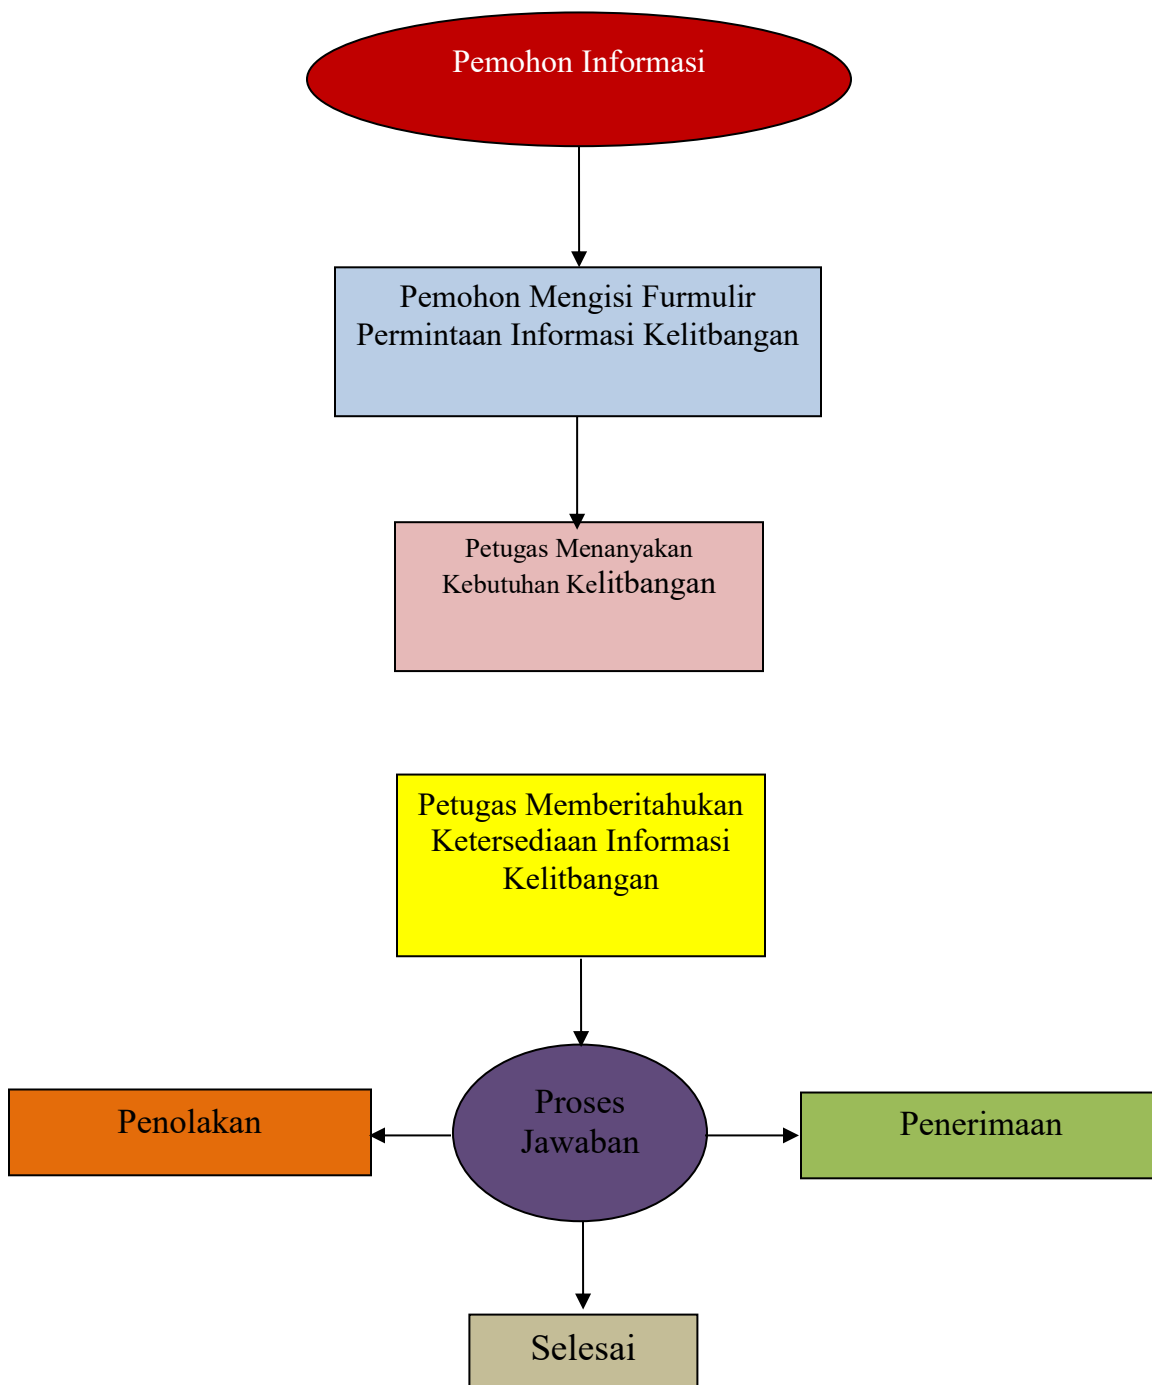 Pemohon Informasi
Pemohon Mengisi Furmulir
Permintaan Informasi Kelitbangan
Petugas Menanyakan
Kebutuhan Kelitbangan
Petugas Memberitahukan
Ketersediaan Informasi
Kelitbangan
Proses
Jawaban
Penolakan
Penerimaan
Selesai